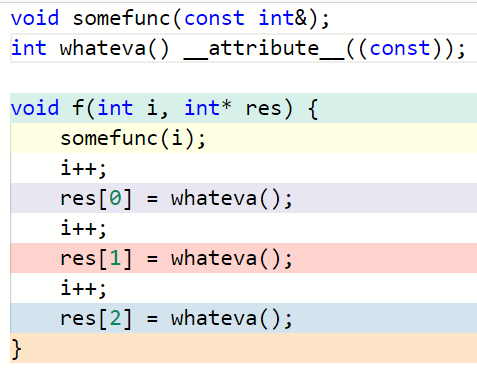 void somefunc(const int&);
int whateva() __attribute__((const));
void f(int i, int* res) {
    somefunc(i);
    i++;
    res[0] = whateva();
    i++;
    res[1] = whateva();
    i++;
    res[2] = whateva();
}